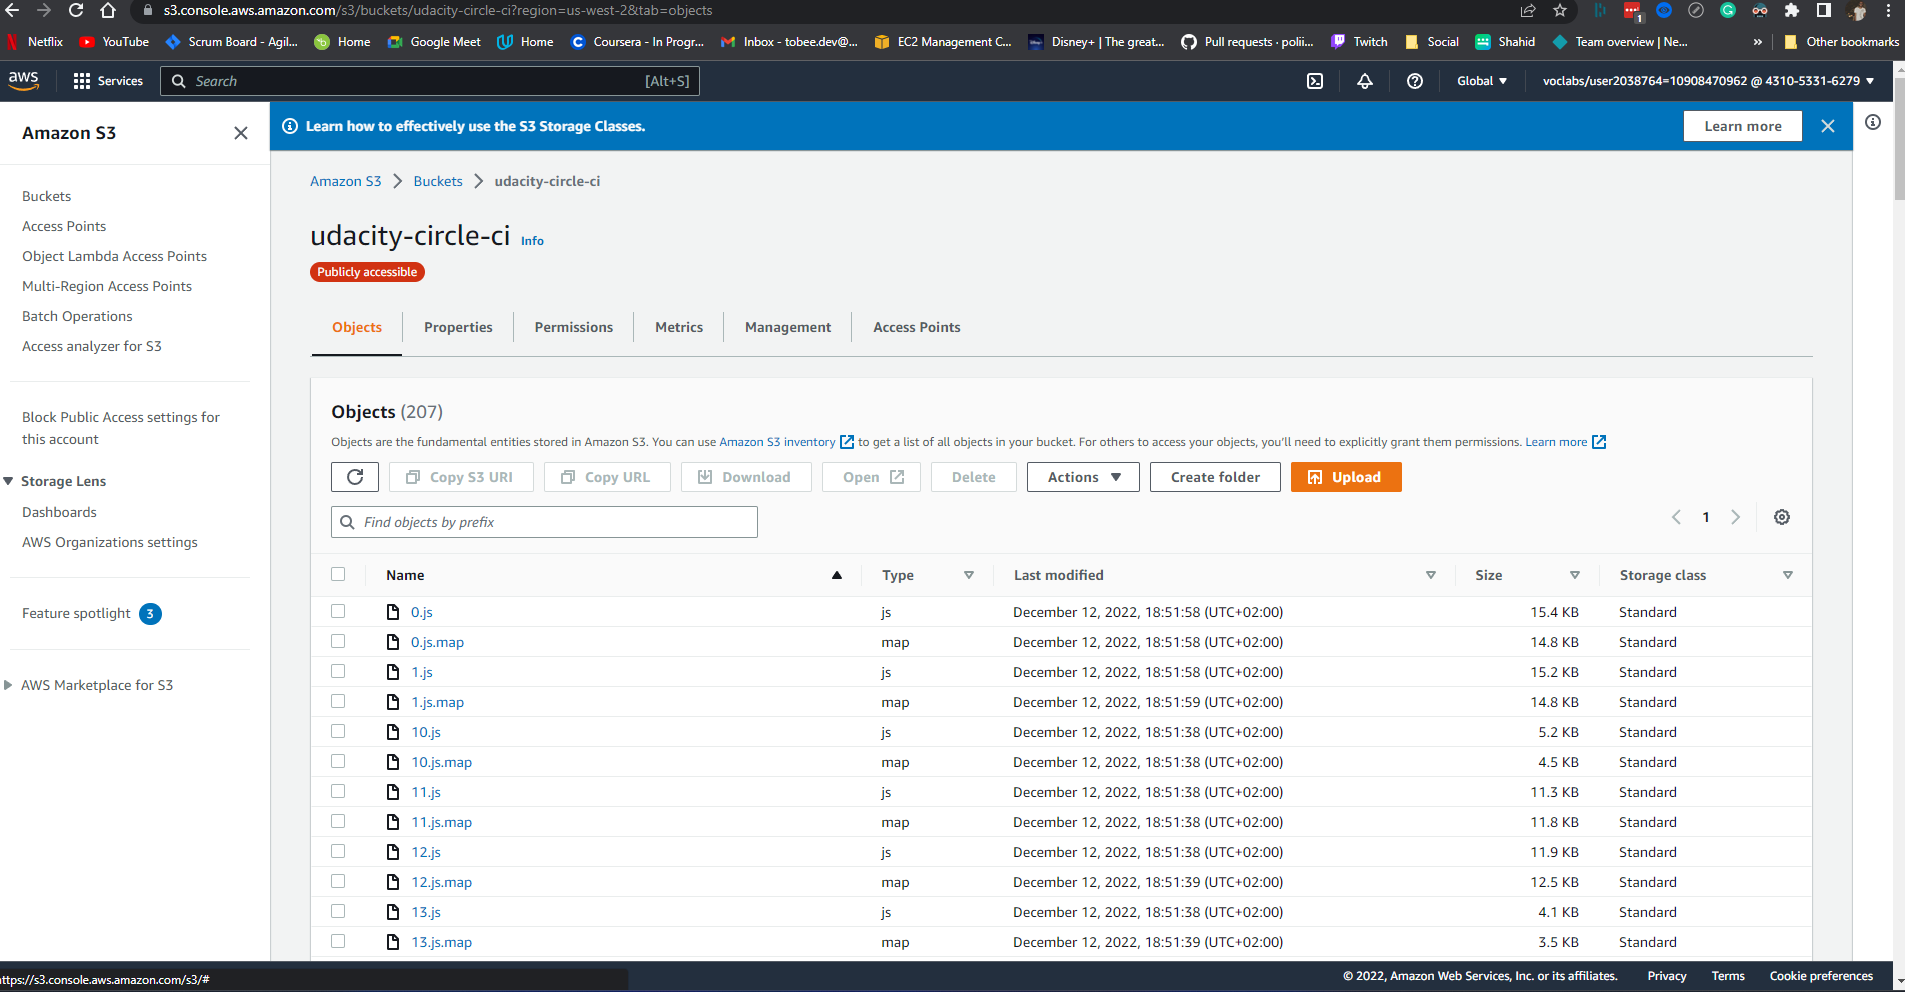 s3.console.aws.amazon.com/s3/buckets/udacity-circle-ci?region=us-west-2&tab=objects
1
Netflix YouTube Scrum Board - Agil... Home Google Meet Home Coursera - In Progr... Inbox - tobee.dev@... EC2 Management C... Disney+ | The great... Pull requests · polii... Twitch Social Shahid Team overview | Ne... » Other bookmarks
aws Services Search [Alt+S] Global voclabs/user2038764=10908470962 @ 4310-5331-6279
Amazon S3
Buckets
Access Points
Object Lambda Access Points
Multi-Region Access Points
Batch Operations
Access analyzer for S3
Block Public Access settings for
this account
Storage Lens
Dashboards
AWS Organizations settings
Feature spotlight 3
AWS Marketplace for S3
Learn how to effectively use the S3 Storage Classes. Learn more
Amazon S3 > Buckets > udacity-circle-ci
udacity-circle-ci Info
Publicly accessible
Objects Properties Permissions Metrics Management Access Points
Objects (207)
Objects are the fundamental entities stored in Amazon S3. You can use Amazon S3 inventory to get a list of all objects in your bucket. For others to access your objects, you'll need to explicitly grant them permissions. Learn more
Copy S3 URI Copy URL Download Open Delete Actions Create folder Upload
Find objects by prefix 1
Name Type Last modified Size Storage class
0.js js December 12, 2022, 18:51:58 (UTC+02:00) 15.4 KB Standard
0.js.map map December 12, 2022, 18:51:58 (UTC+02:00) 14.8 KB Standard
1.js js December 12, 2022, 18:51:58 (UTC+02:00) 15.2 KB Standard
1.js.map map December 12, 2022, 18:51:59 (UTC+02:00) 14.8 KB Standard
10.js js December 12, 2022, 18:51:38 (UTC+02:00) 5.2 KB Standard
10.js.map map December 12, 2022, 18:51:38 (UTC+02:00) 4.5 KB Standard
11.js js December 12, 2022, 18:51:38 (UTC+02:00) 11.3 KB Standard
11.js.map map December 12, 2022, 18:51:38 (UTC+02:00) 11.8 KB Standard
12.js js December 12, 2022, 18:51:38 (UTC+02:00) 11.9 KB Standard
12.js.map map December 12, 2022, 18:51:39 (UTC+02:00) 12.5 KB Standard
13.js js December 12, 2022, 18:51:38 (UTC+02:00) 4.1 KB Standard
13.js.map map December 12, 2022, 18:51:39 (UTC+02:00) 3.5 KB Standard
https://s3.console.aws.amazon.com/s3/# © 2022, Amazon Web Services, Inc. or its affiliates. Privacy Terms Cookie preferences